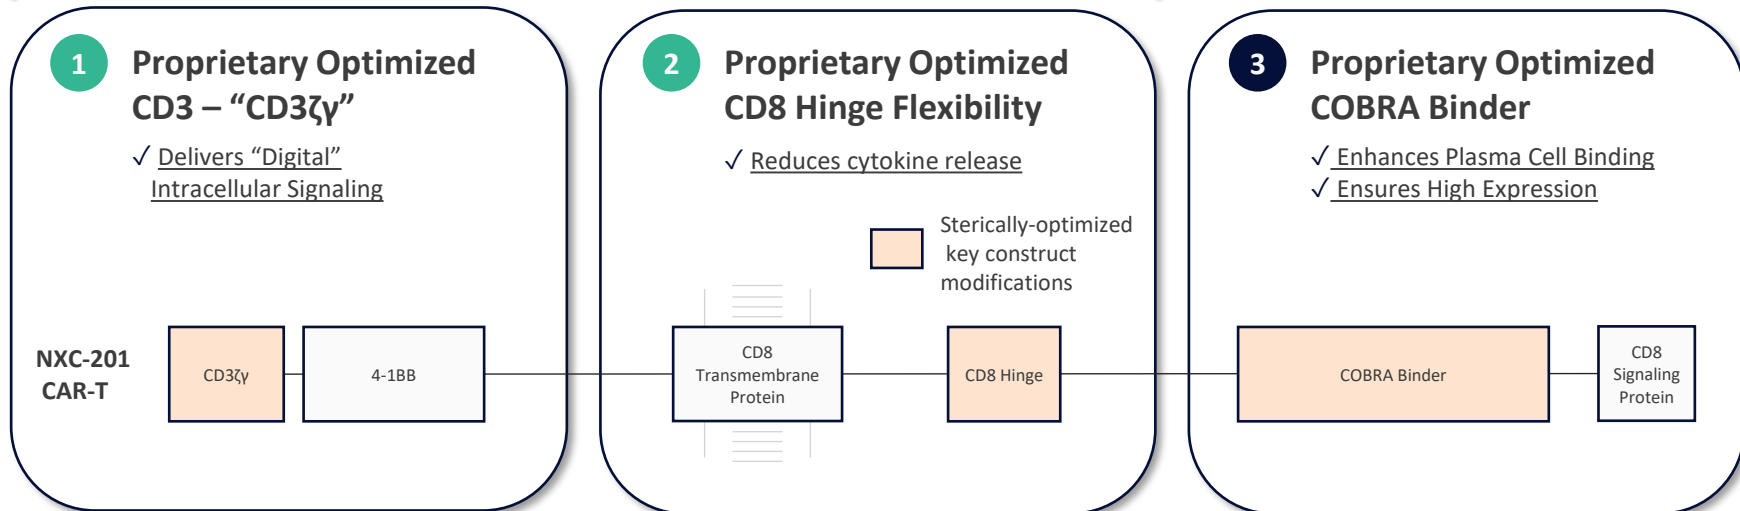 1
Proprietary Optimized
CD3 – “CD3ζγ”
✓ Delivers “Digital”
Intracellular Signaling
2
Proprietary Optimized
CD8 Hinge Flexibility
✓ Reduces cytokine release
Sterically-optimized
key construct
modifications
3
Proprietary Optimized
COBRA Binder
✓ Enhances Plasma Cell Binding
✓ Ensures High Expression
NXC-201
CAR-T
CD3ζγ
4-1BB
CD8
Transmembrane
Protein
CD8 Hinge
COBRA Binder
CD8
Signaling
Protein